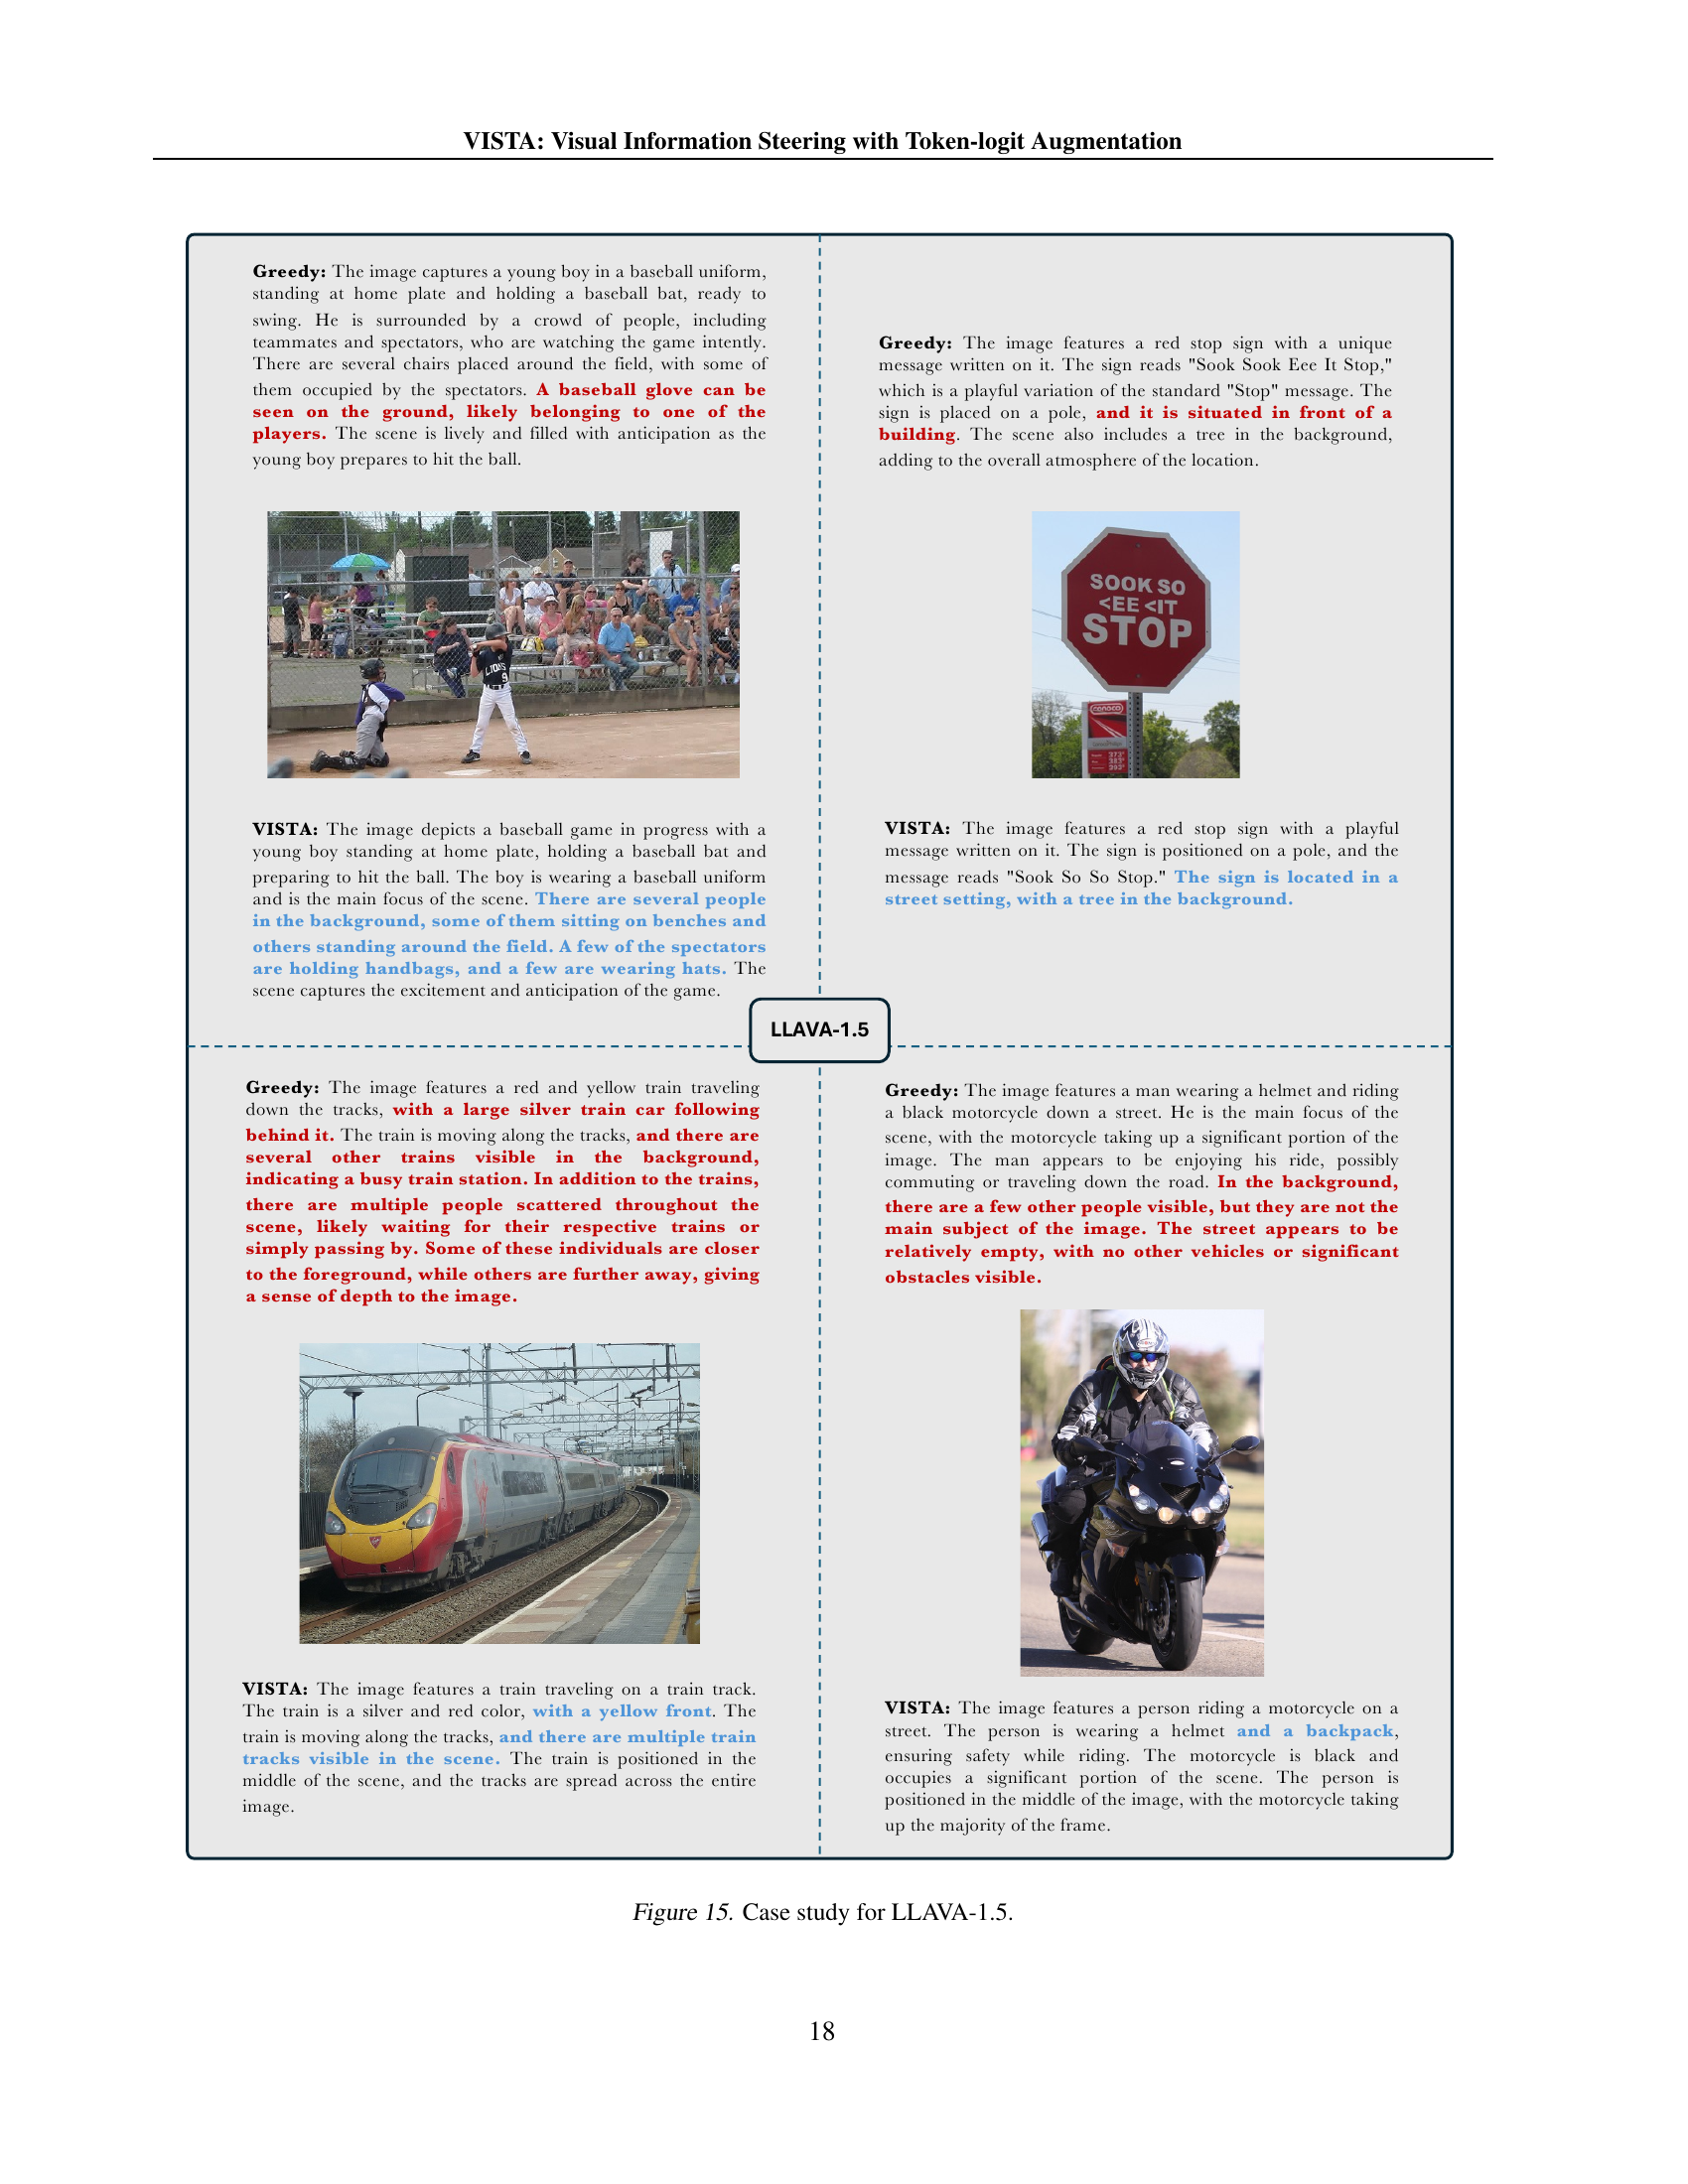 VISTA: Visual Information Steering with Token-logit Augmentation
Greedy: The image captures a young boy in a baseball uniform,
standing at home plate and holding a baseball bat, ready to
swing. He is surrounded by a crowd of people, including
teammates and spectators, who are watching the game intently.
There are several chairs placed around the field, with some of
them occupied by the spectators. A baseball glove can be
seen on the ground, likely belonging to one of the
players. The scene is lively and filled with anticipation as the
young boy prepares to hit the ball.
LIONS
9
VISTA: The image depicts a baseball game in progress with a
young boy standing at home plate, holding a baseball bat and
preparing to hit the ball. The boy is wearing a baseball uniform
and is the main focus of the scene. There are several people
in the background, some of them sitting on benches and
others standing around the field. A few of the spectators
are holding handbags, and a few are wearing hats. The
scene captures the excitement and anticipation of the game.
Greedy: The image features a red stop sign with a unique
message written on it. The sign reads "Sook Sook Eee It Stop,"
which is a playful variation of the standard "Stop" message. The
sign is placed on a pole, and it is situated in front of a
building. The scene also includes a tree in the background,
adding to the overall atmosphere of the location.
SOOK SO
<EE <IT
STOP
conoco
VISTA: The image features a red stop sign with a playful
message written on it. The sign is positioned on a pole, and the
message reads "Sook So So Stop." The sign is located in a
street setting, with a tree in the background.
LLAVA-1.5
Greedy: The image features a red and yellow train traveling
down the tracks, with a large silver train car following
behind it. The train is moving along the tracks, and there are
several other trains visible in the background,
indicating a busy train station. In addition to the trains,
there are multiple people scattered throughout the
scene, likely waiting for their respective trains or
simply passing by. Some of these individuals are closer
to the foreground, while others are further away, giving
a sense of depth to the image.
VISTA: The image features a train traveling on a train track.
The train is a silver and red color, with a yellow front. The
train is moving along the tracks, and there are multiple train
tracks visible in the scene. The train is positioned in the
middle of the scene, and the tracks are spread across the entire
image.
Greedy: The image features a man wearing a helmet and riding
a black motorcycle down a street. He is the main focus of the
scene, with the motorcycle taking up a significant portion of the
image. The man appears to be enjoying his ride, possibly
commuting or traveling down the road. In the background,
there are a few other people visible, but they are not the
main subject of the image. The street appears to be
relatively empty, with no other vehicles or significant
obstacles visible.
VISTA: The image features a person riding a motorcycle on a
street. The person is wearing a helmet and a backpack,
ensuring safety while riding. The motorcycle is black and
occupies a significant portion of the scene. The person is
positioned in the middle of the image, with the motorcycle taking
up the majority of the frame.
Figure 15. Case study for LLAVA-1.5.
18